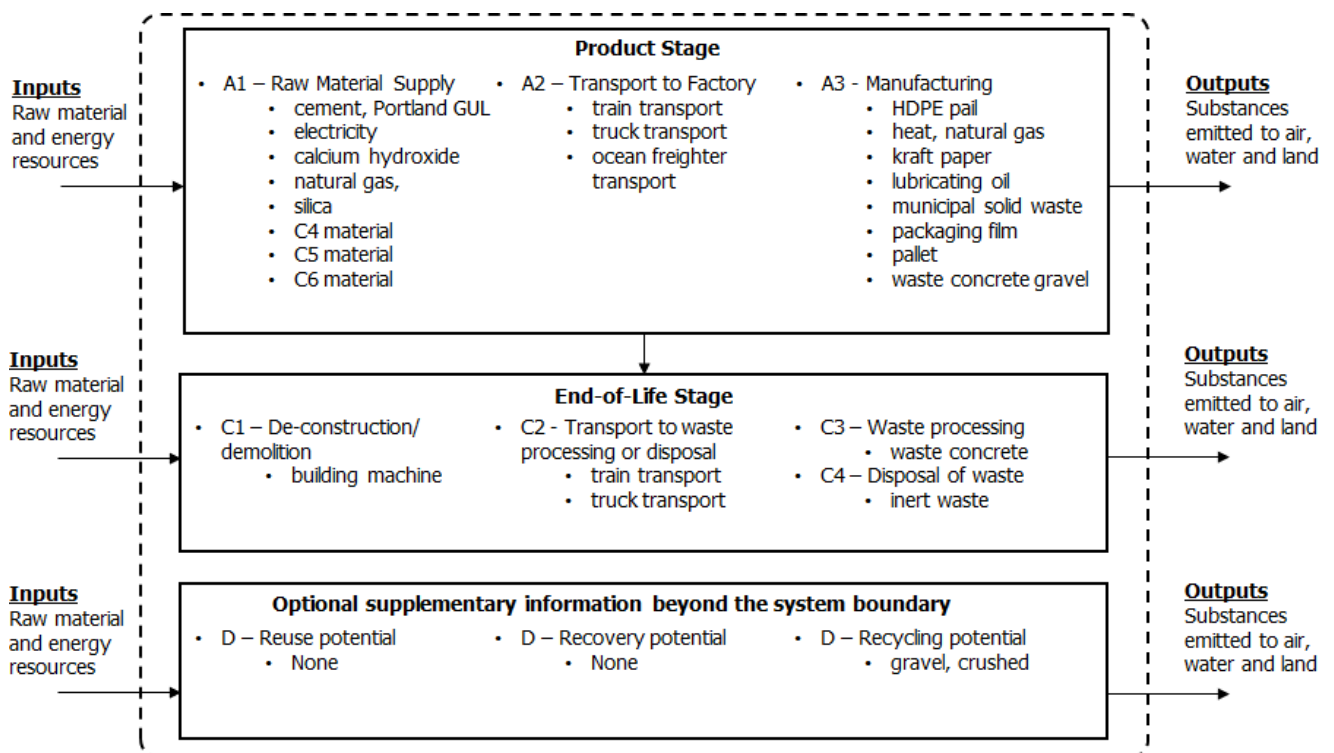 Product Stage
Inputs
Raw material
and energy
resources
• A1 – Raw Material Supply
• cement, Portland GUL
• electricity
• calcium hydroxide
• natural gas,
• silica
• C4 material
• C5 material
• C6 material
• A2 – Transport to Factory
• train transport
• truck transport
• ocean freighter
transport
• A3 - Manufacturing
• HDPE pail
• heat, natural gas
• kraft paper
• lubricating oil
• municipal solid waste
• packaging film
• pallet
• waste concrete gravel
Outputs
Substances
emitted to air,
water and land
Inputs
Raw material
and energy
resources
End-of-Life Stage
• C1 – De-construction/
demolition
• building machine
• C2 - Transport to waste
processing or disposal
• train transport
• truck transport
• C3 – Waste processing
• waste concrete
• C4 – Disposal of waste
• inert waste
Outputs
Substances
emitted to air,
water and land
Inputs
Raw material
and energy
resources
Optional supplementary information beyond the system boundary
• D – Reuse potential
• None
• D – Recovery potential
• None
• D – Recycling potential
• gravel, crushed
Outputs
Substances
emitted to air,
water and land